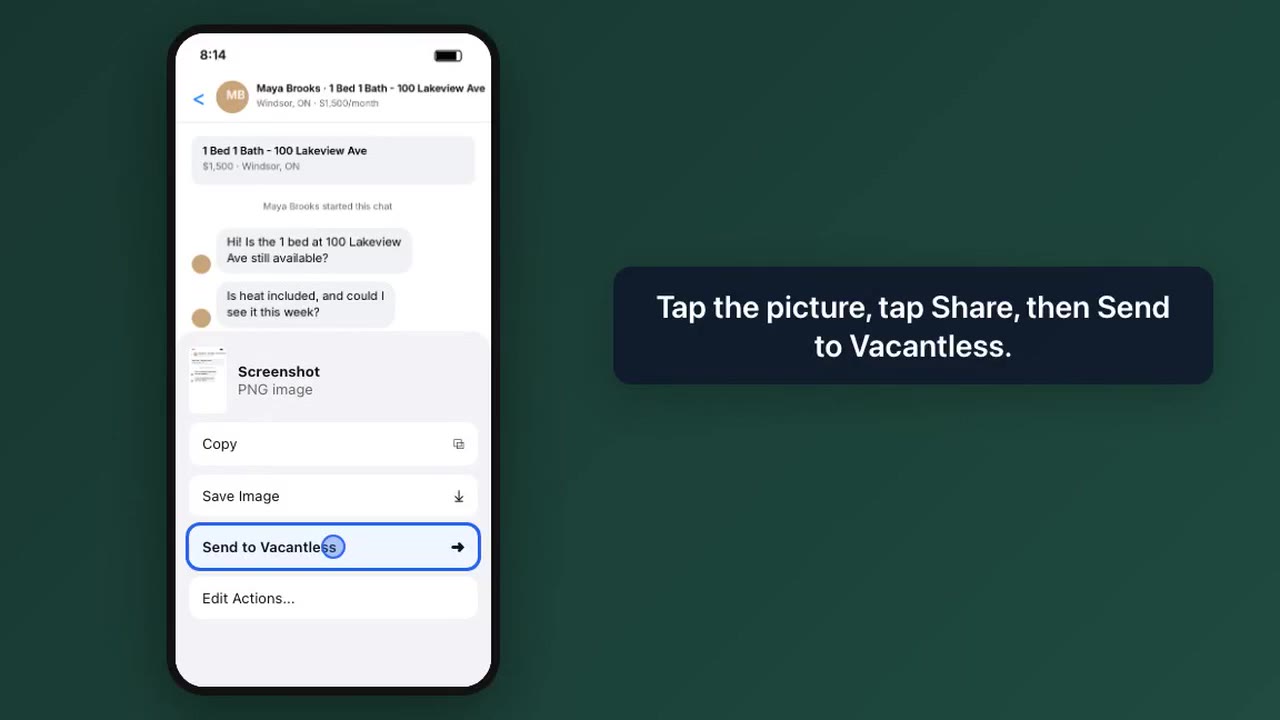 8:14
<
MB
Maya Brooks · 1 Bed 1 Bath - 100 Lakeview Ave
Windsor, ON · $1,500/month
1 Bed 1 Bath - 100 Lakeview Ave
$1,500 · Windsor, ON
Maya Brooks started this chat
Hi! Is the 1 bed at 100 Lakeview
Ave still available?
Is heat included, and could I
see it this week?
Screenshot
PNG image
Copy
Save Image
Send to Vacantless
Edit Actions...
Tap the picture, tap Share, then Send
to Vacantless.